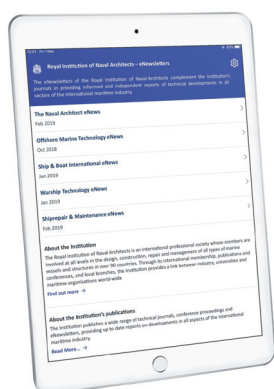 Royal Institution of Naval Architects – eNewsletters
The eNewsletters of the Royal Institution of Naval Architects complement the Institution's
journals in providing informed and independent reports of technical developments in all
sectors of the international maritime industry.
The Naval Architect eNews
Feb 2019
Offshore Marine Technology eNews
Oct 2018
Ship & Boat International eNews
Jan 2019
Warship Technology eNews
Jan 2019
Shiprepair & Maintenance eNews
Feb 2019
About the Institution
The Royal Institution of Naval Architects is an international professional society whose members are
involved at all levels in the design, construction, repair and management of all types of marine
vessels and structures in over 90 countries. Through its international membership, publications and
conferences, and local branches, the Institution provides a link between industry, universities and
maritime organisations world-wide
Find out more →
About the Institution's publications
The Institution publishes a wide range of technical journals, conference proceedings and
eNewsletters, providing up to date reports on developments in all aspects of the international
maritime industry.
Read More... →